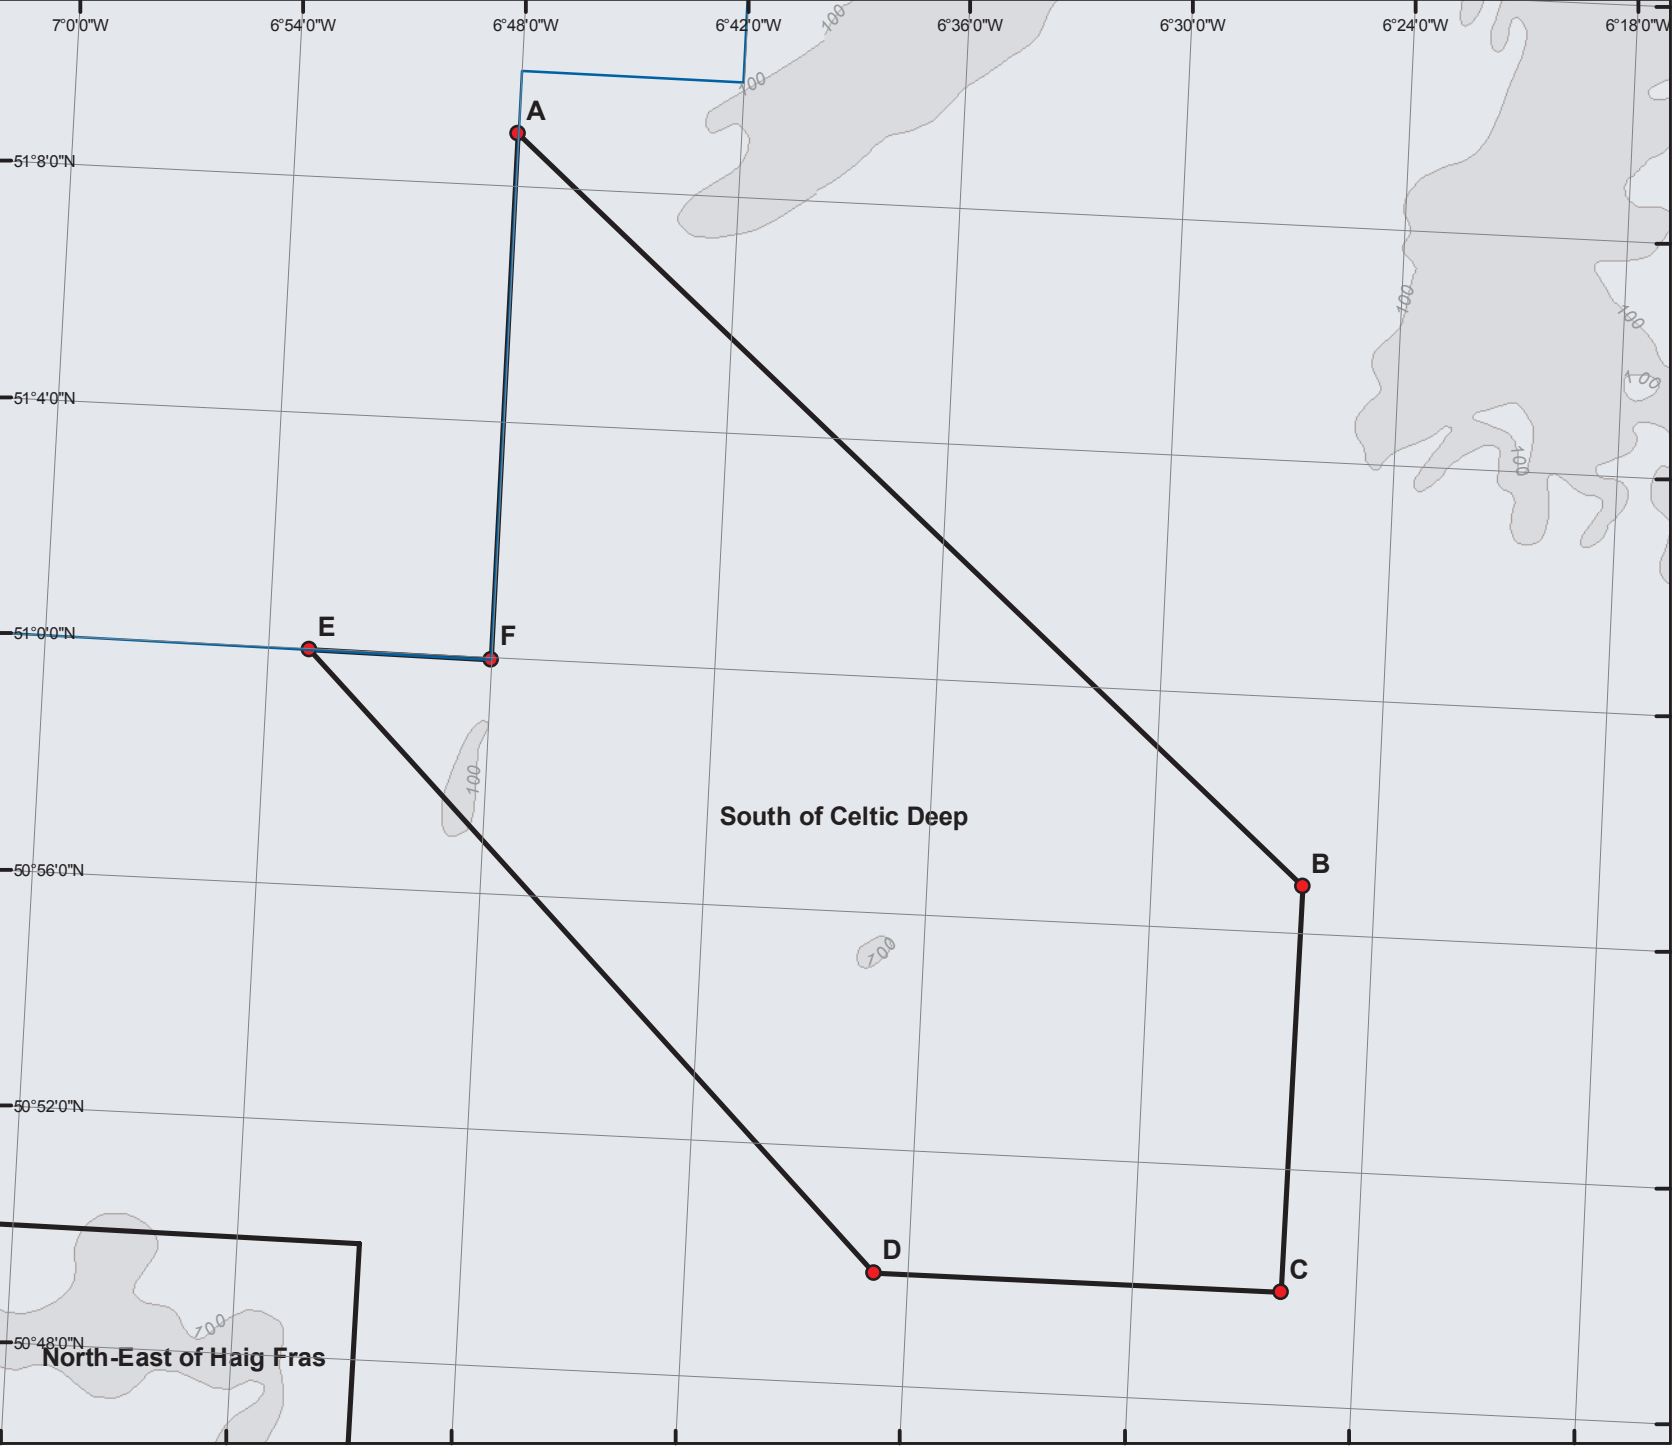 7°0'0"W
6°54'0"W
6°48'0"W
6°42'0"W
6°36'0"W
6°30'0"W
6°24'0"W
6°18'0"W
100
100
A
51°8'0"N
100
100
100
51°4'0"N
100
E
F
51°0'0"N
100
South of Celtic Deep
B
50°56'0"N
100
50°52'0"N
D
C
100
50°48'0"N
North-East of Haig Fras